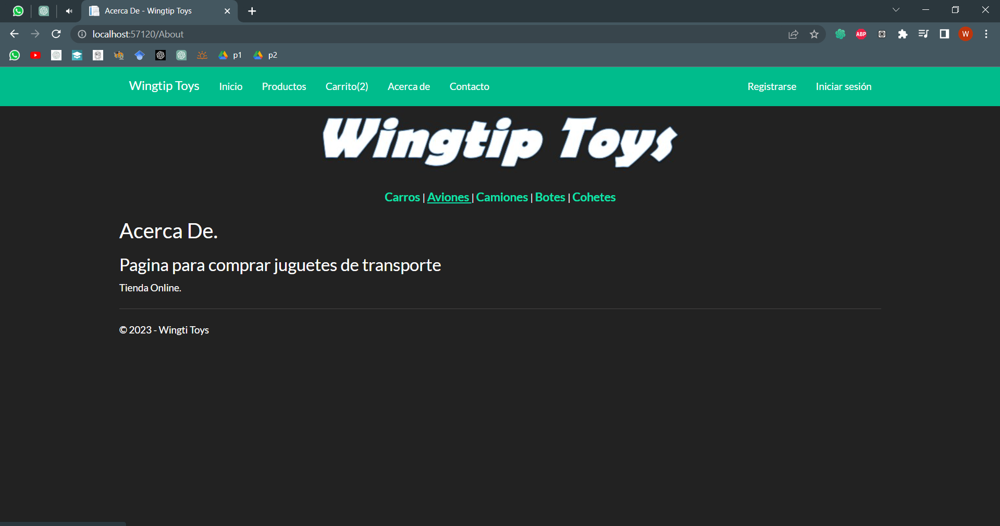 Acerca De - Wingtip Toys
localhost:57120/About
ABP
W
p1
p2
Wingtip Toys Inicio Productos Carrito(2) Acerca de Contacto Registrarse Iniciar sesión
Wingtip Toys
Carros | Aviones | Camiones | Botes | Cohetes
Acerca De.
Pagina para comprar juguetes de transporte
Tienda Online.
© 2023 - Wingti Toys